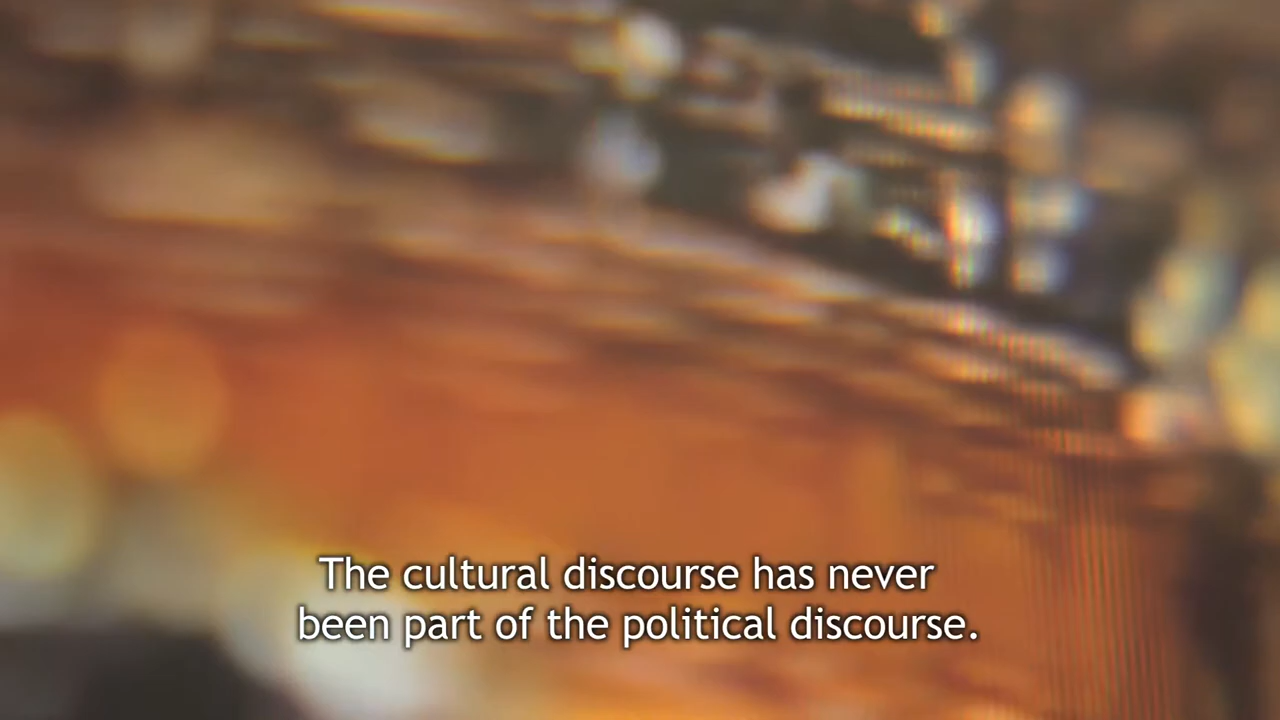 The cultural discourse has never
been part of the political discourse.